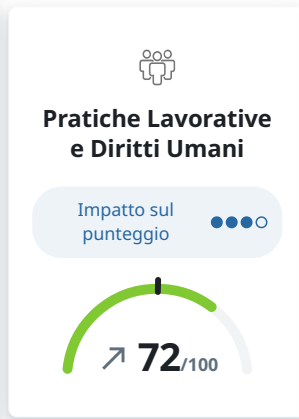 Pratiche Lavorative
e Diritti Umani
Impatto sul
punteggio
72/100